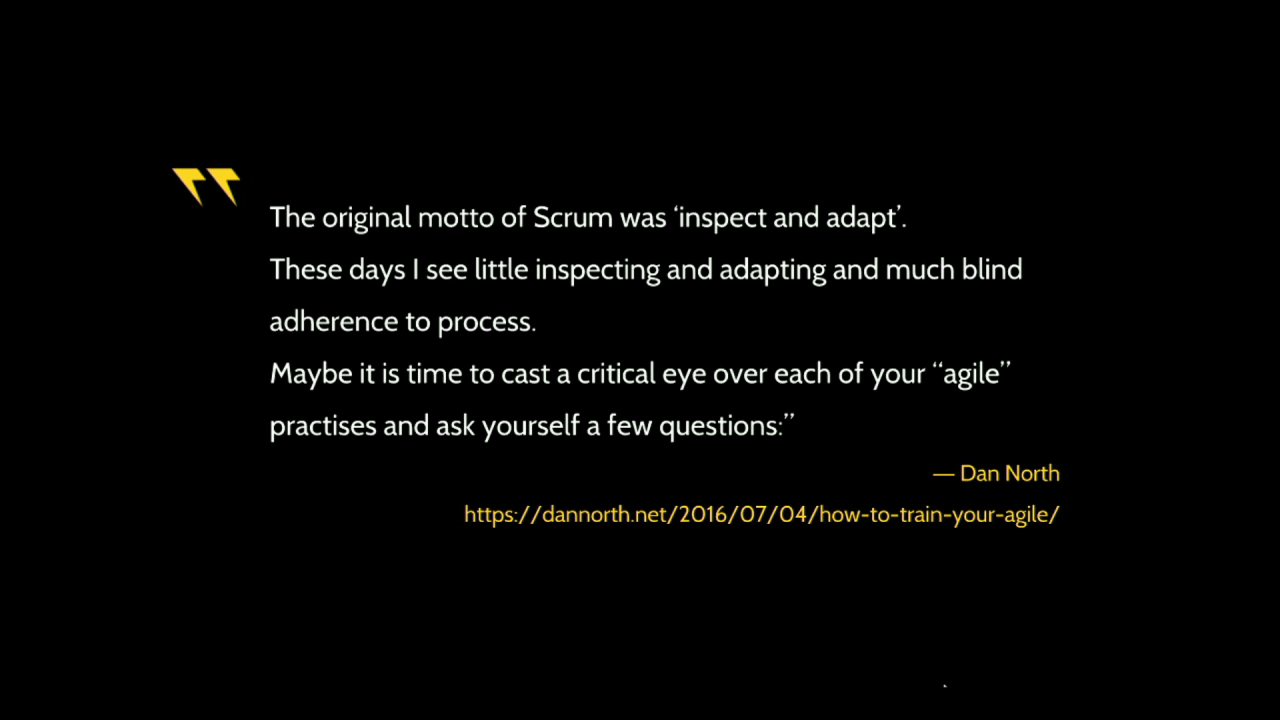 The original motto of Scrum was ‘inspect and adapt’.
These days I see little inspecting and adapting and much blind
adherence to process.
Maybe it is time to cast a critical eye over each of your “agile”
practises and ask yourself a few questions:”
— Dan North
https://dannorth.net/2016/07/04/how-to-train-your-agile/